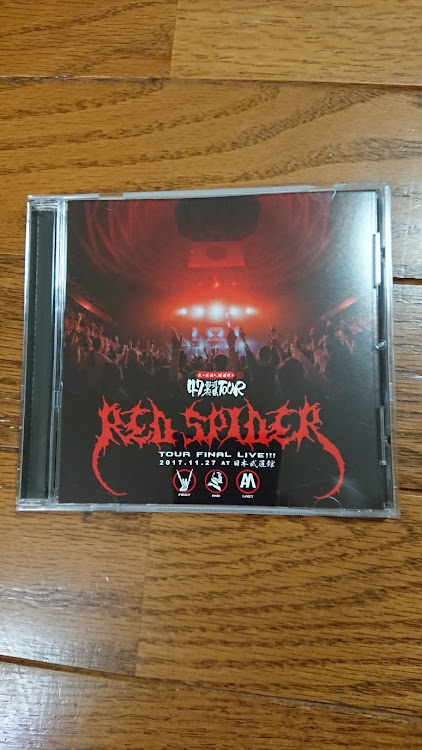 47都道府県TOUR
RED SPIDER
TOUR FINAL LIVE!!!
2017.11.27 AT 日本武道館
FIRST 2ND LAST